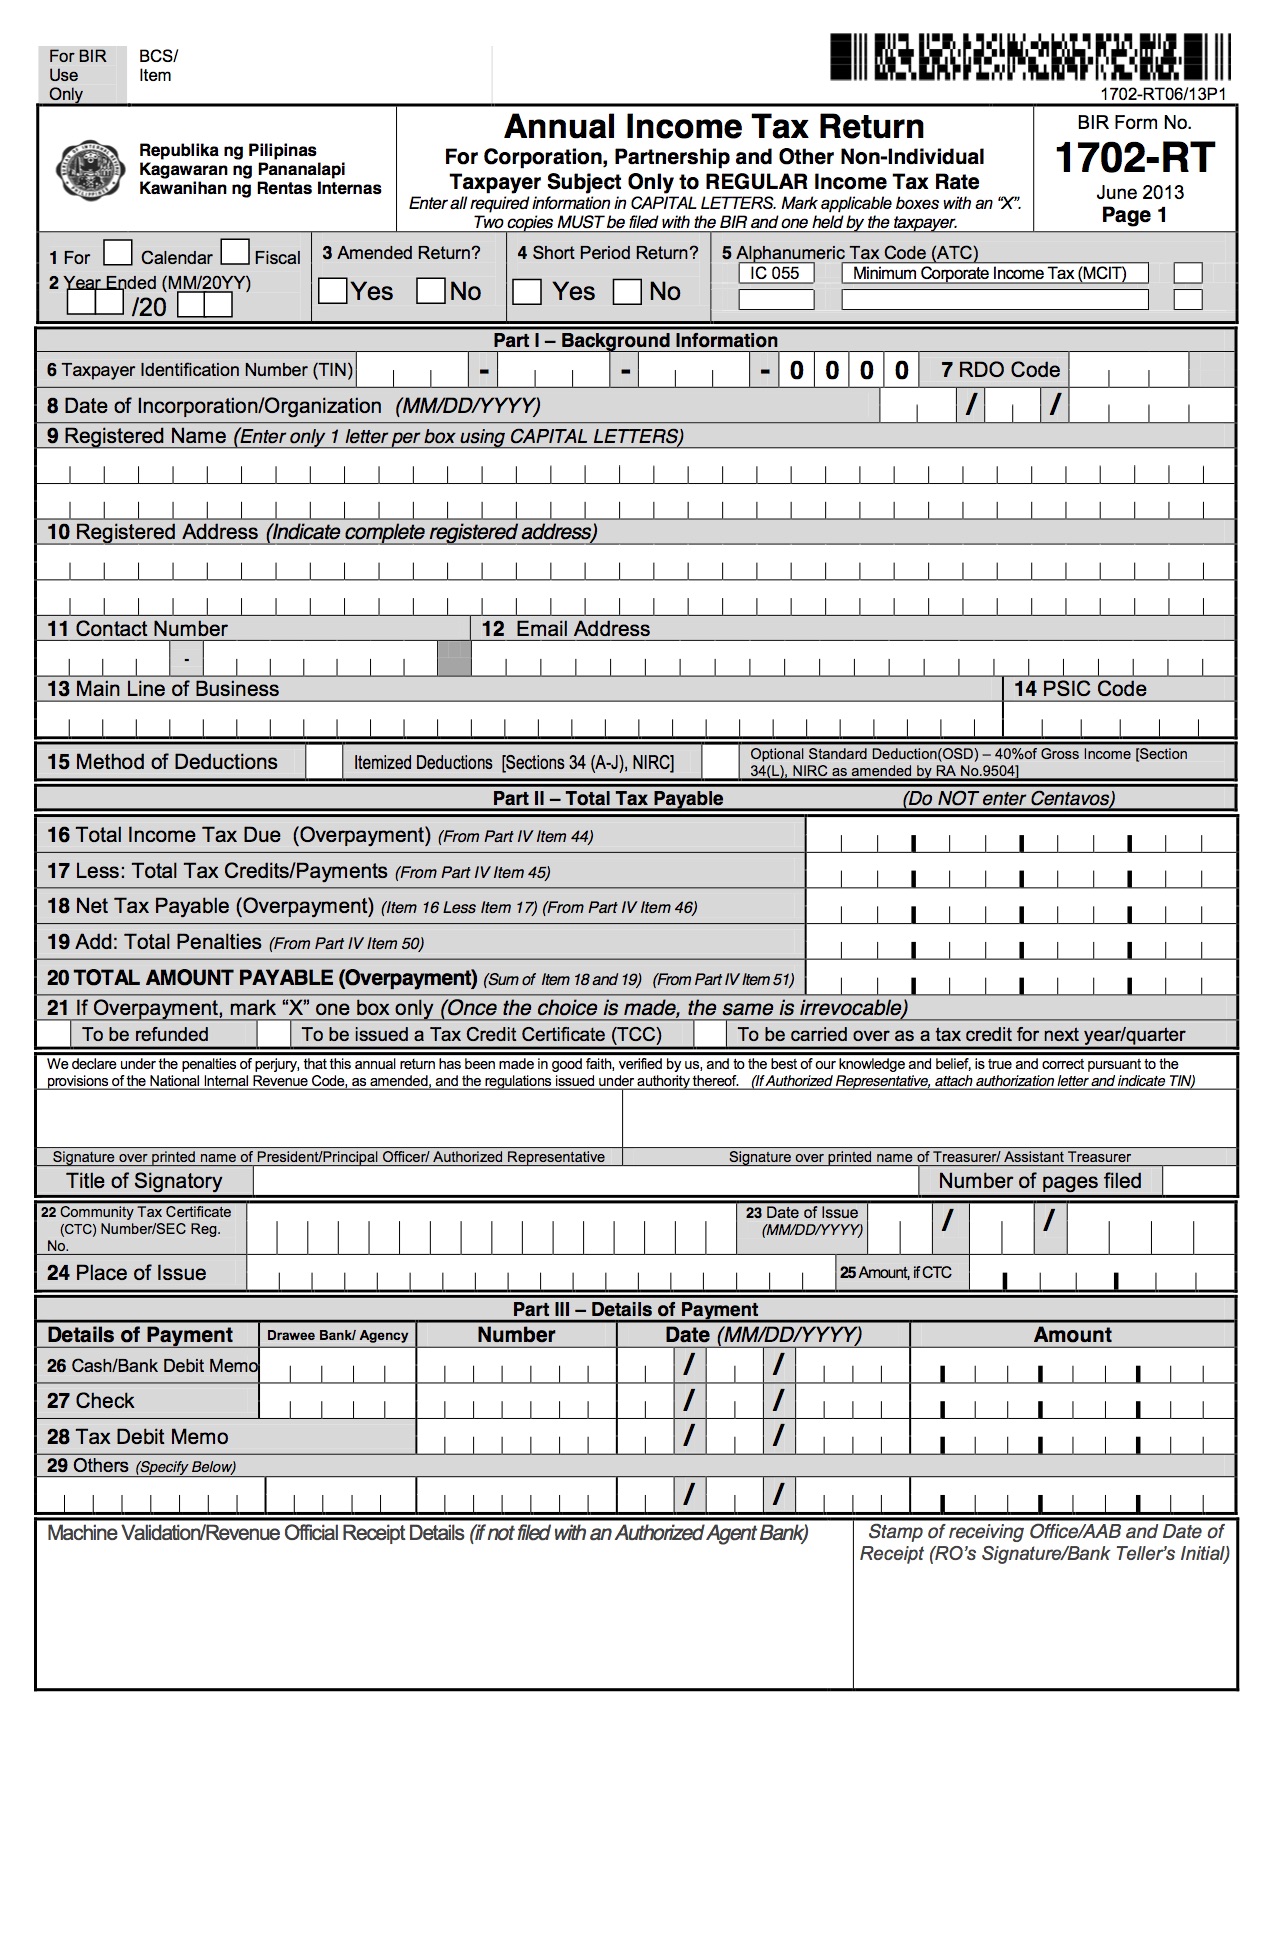 For BIR
Use
Only
BCS/
Item
1702-RT06/13P1
Republika ng Pilipinas
Kagawaran ng Pananalapi
Kawanihan ng Rentas Internas
Annual Income Tax Return
For Corporation, Partnership and Other Non-Individual
Taxpayer Subject Only to REGULAR Income Tax Rate
Enter all required information in CAPITAL LETTERS. Mark applicable boxes with an “X”.
Two copies MUST be filed with the BIR and one held by the taxpayer.
BIR Form No.
1702-RT
June 2013
Page 1
1 For Calendar Fiscal
2 Year Ended (MM/20YY)
/20
3 Amended Return?
Yes No
4 Short Period Return?
Yes No
5 Alphanumeric Tax Code (ATC)
IC 055 Minimum Corporate Income Tax (MCIT)
Part I – Background Information
6 Taxpayer Identification Number (TIN) - - - 0 0 0 0 7 RDO Code
8 Date of Incorporation/Organization (MM/DD/YYYY) / /
9 Registered Name (Enter only 1 letter per box using CAPITAL LETTERS)
10 Registered Address (Indicate complete registered address)
11 Contact Number 12 Email Address
-
13 Main Line of Business 14 PSIC Code
15 Method of Deductions Itemized Deductions [Sections 34 (A-J), NIRC] Optional Standard Deduction(OSD) – 40%of Gross Income [Section
34(L), NIRC as amended by RA No.9504]
Part II – Total Tax Payable (Do NOT enter Centavos)
16 Total Income Tax Due (Overpayment) (From Part IV Item 44)
17 Less: Total Tax Credits/Payments (From Part IV Item 45)
18 Net Tax Payable (Overpayment) (Item 16 Less Item 17) (From Part IV Item 46)
19 Add: Total Penalties (From Part IV Item 50)
20 TOTAL AMOUNT PAYABLE (Overpayment) (Sum of Item 18 and 19) (From Part IV Item 51)
21 If Overpayment, mark “X” one box only (Once the choice is made, the same is irrevocable)
To be refunded To be issued a Tax Credit Certificate (TCC) To be carried over as a tax credit for next year/quarter
We declare under the penalties of perjury, that this annual return has been made in good faith, verified by us, and to the best of our knowledge and belief, is true and correct pursuant to the
provisions of the National Internal Revenue Code, as amended, and the regulations issued under authority thereof. (If Authorized Representative, attach authorization letter and indicate TIN)
Signature over printed name of President/Principal Officer/ Authorized Representative Signature over printed name of Treasurer/ Assistant Treasurer
Title of Signatory Number of pages filed
22 Community Tax Certificate
(CTC) Number/SEC Reg.
No.
23 Date of Issue
(MM/DD/YYYY)
/ /
24 Place of Issue 25 Amount, if CTC
Part III – Details of Payment
Details of Payment Drawee Bank/ Agency Number Date (MM/DD/YYYY) Amount
26 Cash/Bank Debit Memo / /
27 Check / /
28 Tax Debit Memo / /
29 Others (Specify Below)
/ /
Machine Validation/Revenue Official Receipt Details (if not filed with an Authorized Agent Bank)
Stamp of receiving Office/AAB and Date of
Receipt (RO’s Signature/Bank Teller’s Initial)